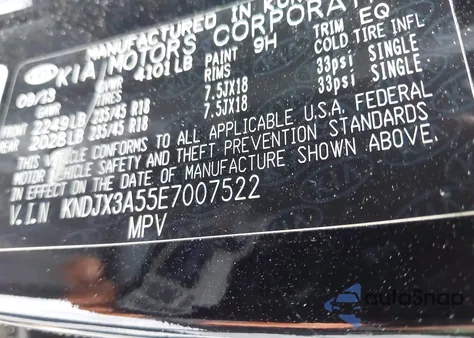 MANUFACTURED IN KOR
KIA MOTORS CORPORAT
09/13 GVWR 4101LB PAINT 9H TRIM EQ
GAWR TIRES RIMS COLD TIRE INFL
FRONT 2249LB 235/45 R18 7.5JX18 33psi SINGLE
REAR 2028LB 235/45 R18 7.5JX18 33psi SINGLE
THIS VEHICLE CONFORMS TO ALL APPLICABLE U.S.A. FEDERAL
MOTOR VEHICLE SAFETY AND THEFT-PREVENTION STANDARDS
IN EFFECT ON THE DATE OF MANUFACTURE SHOWN ABOVE.
V.I.N KNDJX3A55E7007522
MPV
autoSnap